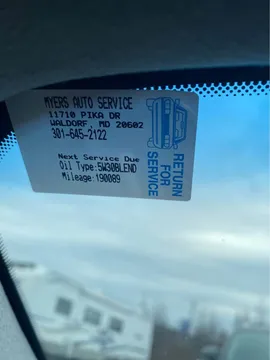 MYERS AUTO SERVICE
11710 PIKA DR
WALDORF, MD 20602
301-645-2122
Next Service Due
Oil Type:5W30BLEND
Mileage:190089
RETURN
FOR
SERVICE